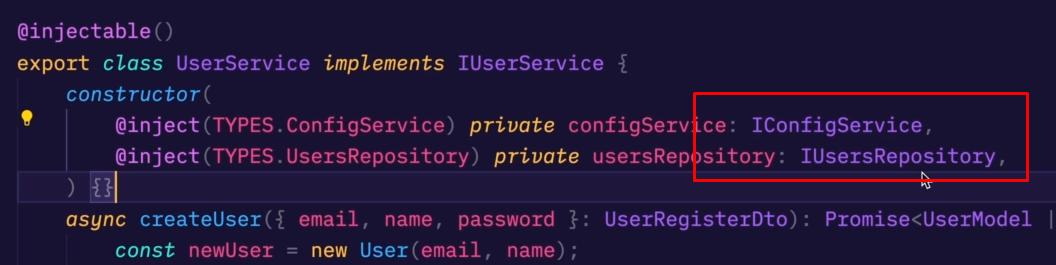 @injectable()
export class UserService implements IUserService {
constructor(
@inject(TYPES.ConfigService) private configService: IConfigService,
@inject(TYPES.UsersRepository) private usersRepository: IUsersRepository,
) {}
async createUser({ email, name, password }: UserRegisterDto): Promise<UserModel |
const newUser = new User(email, name);